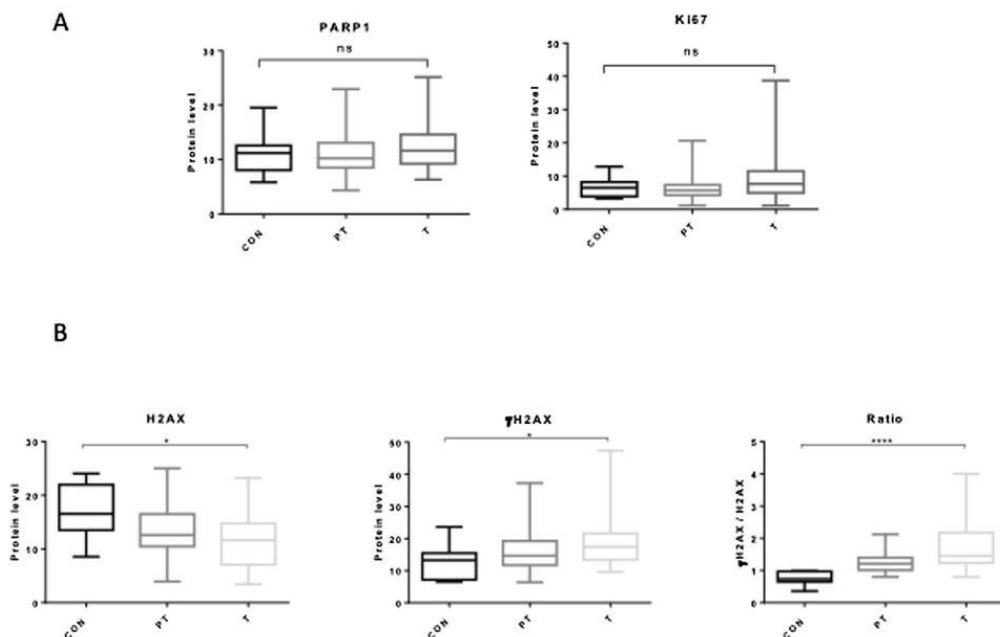 A
PARP1
ns
Protein level
30
20
10
0
CON
PT
T
Ki67
ns
Protein level
50
40
30
20
10
0
CON
PT
T
B
H2AX
*
Protein level
30
20
10
0
CON
PT
T
γH2AX
*
Protein level
50
40
30
20
10
0
CON
PT
T
Ratio
****
γH2AX / H2AX
5
4
3
2
1
0
CON
PT
T